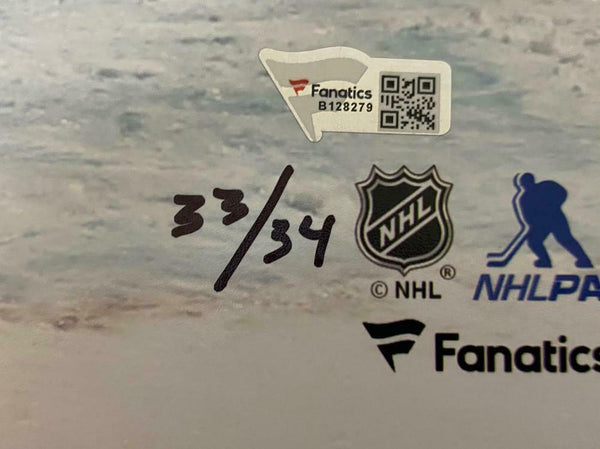 Fanatics
B128279
33/34
NHL
© NHL®
NHLPA
Fanatics